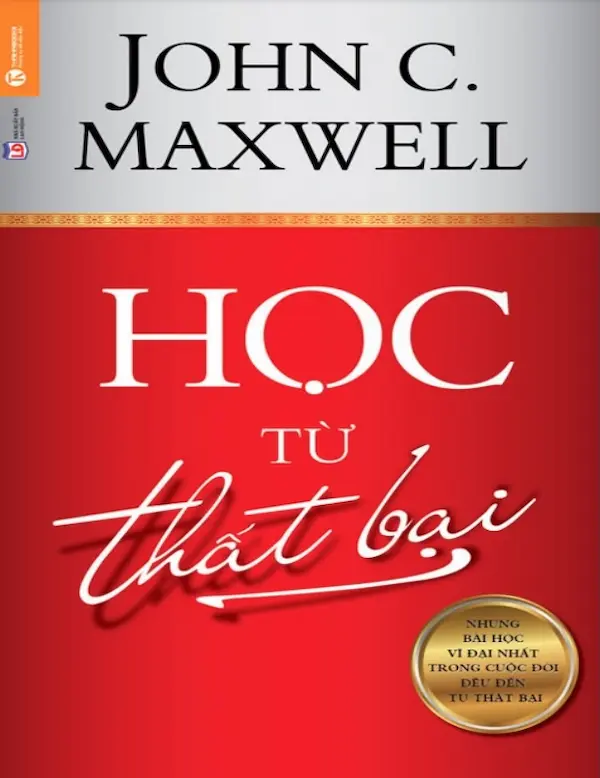 JOHN C.
MAXWELL
HỌC
TỪ
thất bại
NHỮNG
BÀI HỌC
VĨ ĐẠI NHẤT
TRONG CUỘC ĐỜI
ĐỀU ĐẾN
TỪ THẤT BẠI